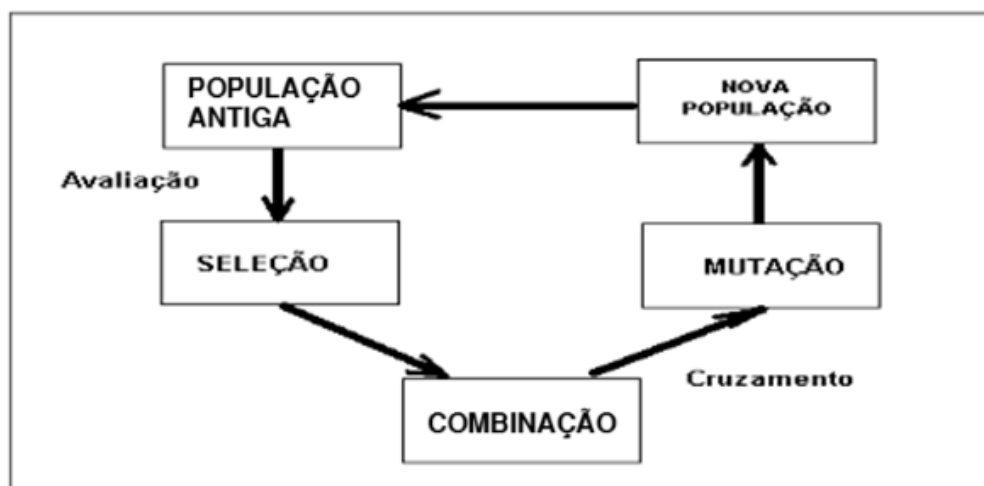 POPULAÇÃO
ANTIGA
NOVA
POPULAÇÃO
Avaliação
SELEÇÃO
MUTAÇÃO
Cruzamento
COMBINAÇÃO